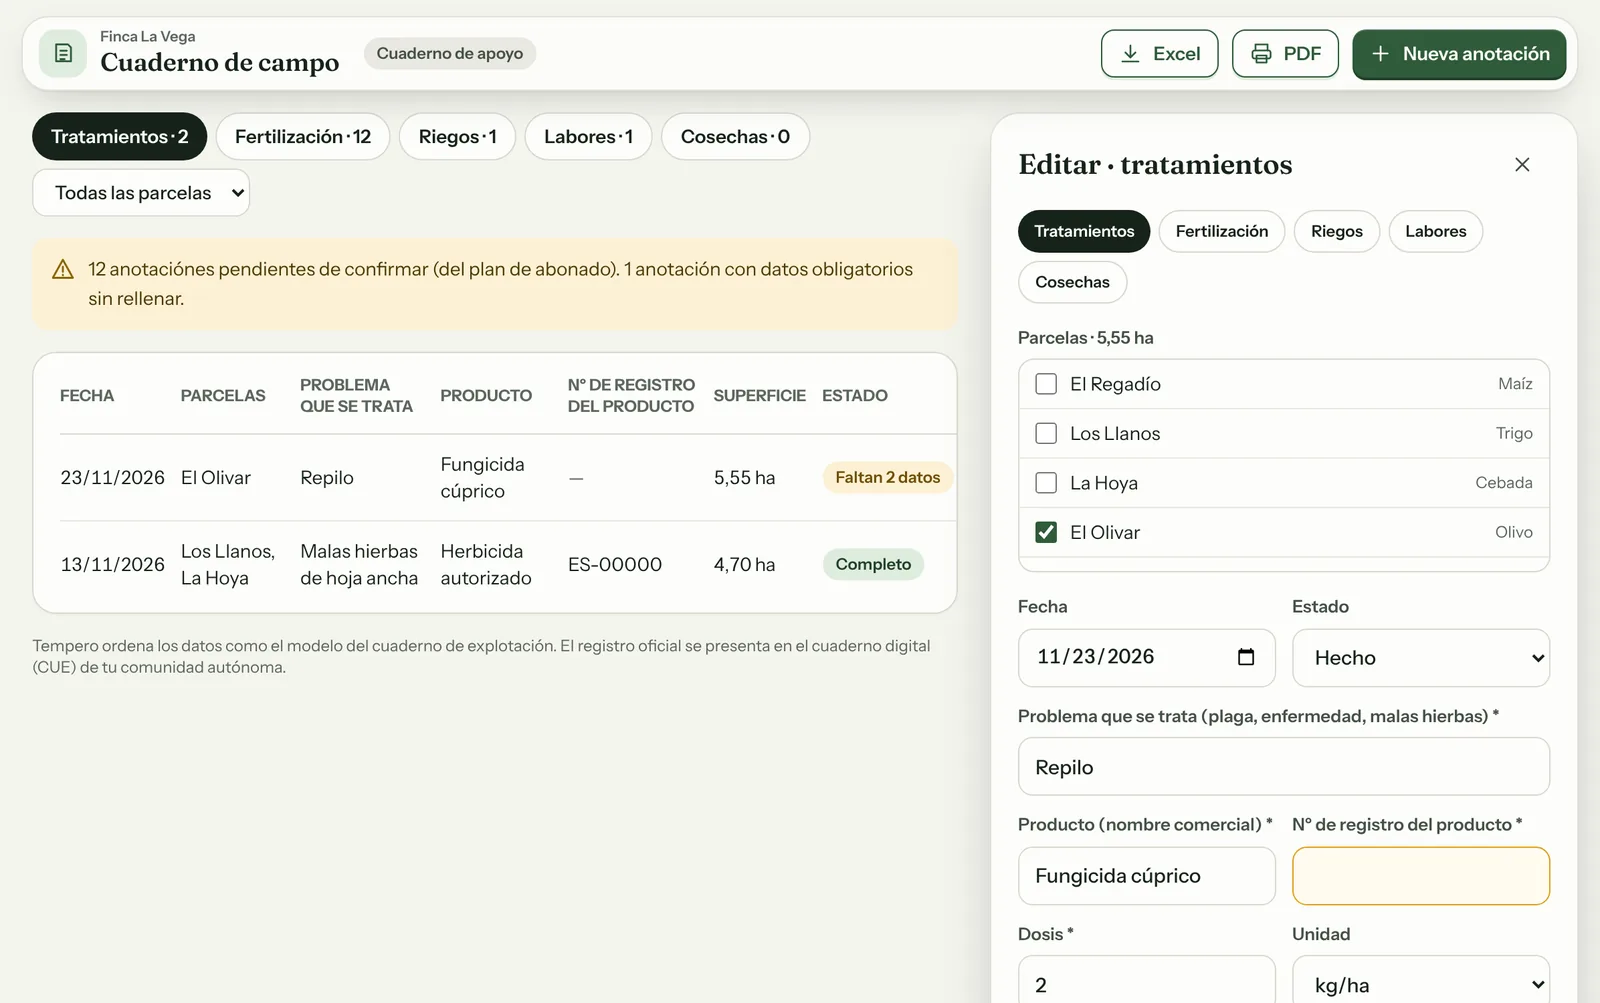 Finca La Vega
Cuaderno de campo
Cuaderno de apoyo
Excel
PDF
Nueva anotación
Tratamientos · 2
Fertilización · 12
Riegos · 1
Labores · 1
Cosechas · 0
Todas las parcelas
12 anotaciónes pendientes de confirmar (del plan de abonado). 1 anotación con datos obligatorios
sin rellenar.
FECHA
PARCELAS
PROBLEMA
QUE SE TRATA
PRODUCTO
Nº DE REGISTRO
DEL PRODUCTO
SUPERFICIE
ESTADO
23/11/2026
El Olivar
Repilo
Fungicida
cúprico
—
5,55 ha
Faltan 2 datos
13/11/2026
Los Llanos,
La Hoya
Malas hierbas
de hoja ancha
Herbicida
autorizado
ES-00000
4,70 ha
Completo
Tempero ordena los datos como el modelo del cuaderno de explotación. El registro oficial se presenta en el cuaderno digital
(CUE) de tu comunidad autónoma.
Editar · tratamientos
Tratamientos
Fertilización
Riegos
Labores
Cosechas
Parcelas · 5,55 ha
El Regadío
Maíz
Los Llanos
Trigo
La Hoya
Cebada
El Olivar
Olivo
Fecha
Estado
11/23/2026
Hecho
Problema que se trata (plaga, enfermedad, malas hierbas) *
Repilo
Producto (nombre comercial) *
Nº de registro del producto *
Fungicida cúprico
Dosis *
Unidad
2
kg/ha